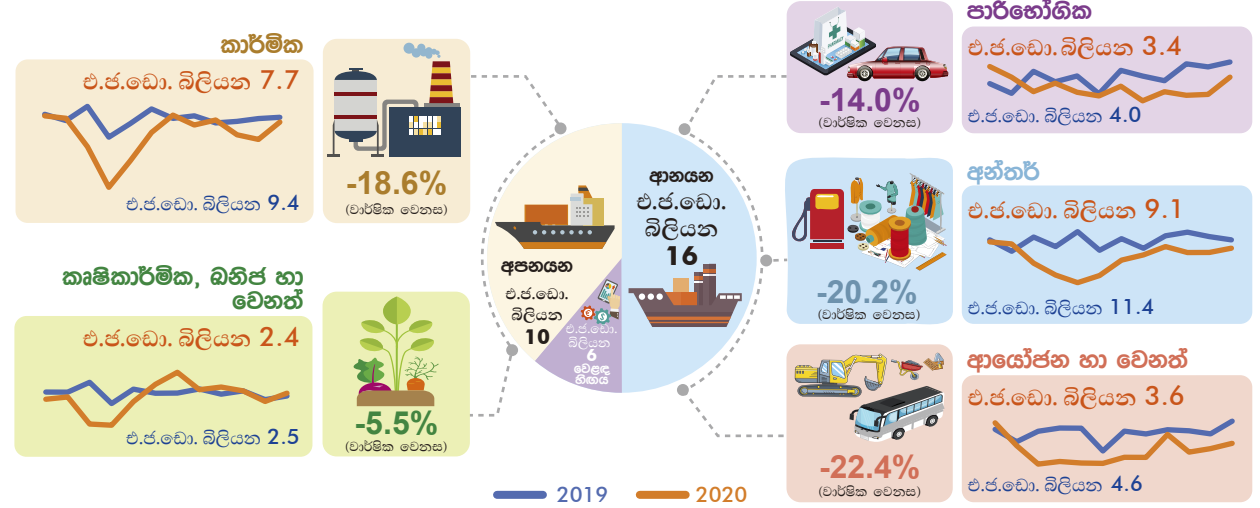 කාර්මික
එ.ජ.ඩො. බිලියන 7.7
එ.ජ.ඩො. බිලියන 9.4
-18.6%
(වාර්ෂික වෙනස)
කෘෂිකාර්මික, ඛනිජ හා
වෙනත්
එ.ජ.ඩො. බිලියන 2.4
එ.ජ.ඩො. බිලියන 2.5
-5.5%
(වාර්ෂික වෙනස)
අපනයන
එ.ජ.ඩො.
බිලියන
10
එ.ජ.ඩො.
බිලියන
6
වෙළඳ
හිඟය
ආනයන
එ.ජ.ඩො.
බිලියන
16
PHARMACY
-14.0%
(වාර්ෂික වෙනස)
පාරිභෝගික
එ.ජ.ඩො. බිලියන 3.4
එ.ජ.ඩො. බිලියන 4.0
-20.2%
(වාර්ෂික වෙනස)
අන්තර්
එ.ජ.ඩො. බිලියන 9.1
එ.ජ.ඩො. බිලියන 11.4
-22.4%
(වාර්ෂික වෙනස)
ආයෝජන හා වෙනත්
එ.ජ.ඩො. බිලියන 3.6
එ.ජ.ඩො. බිලියන 4.6
2019
2020